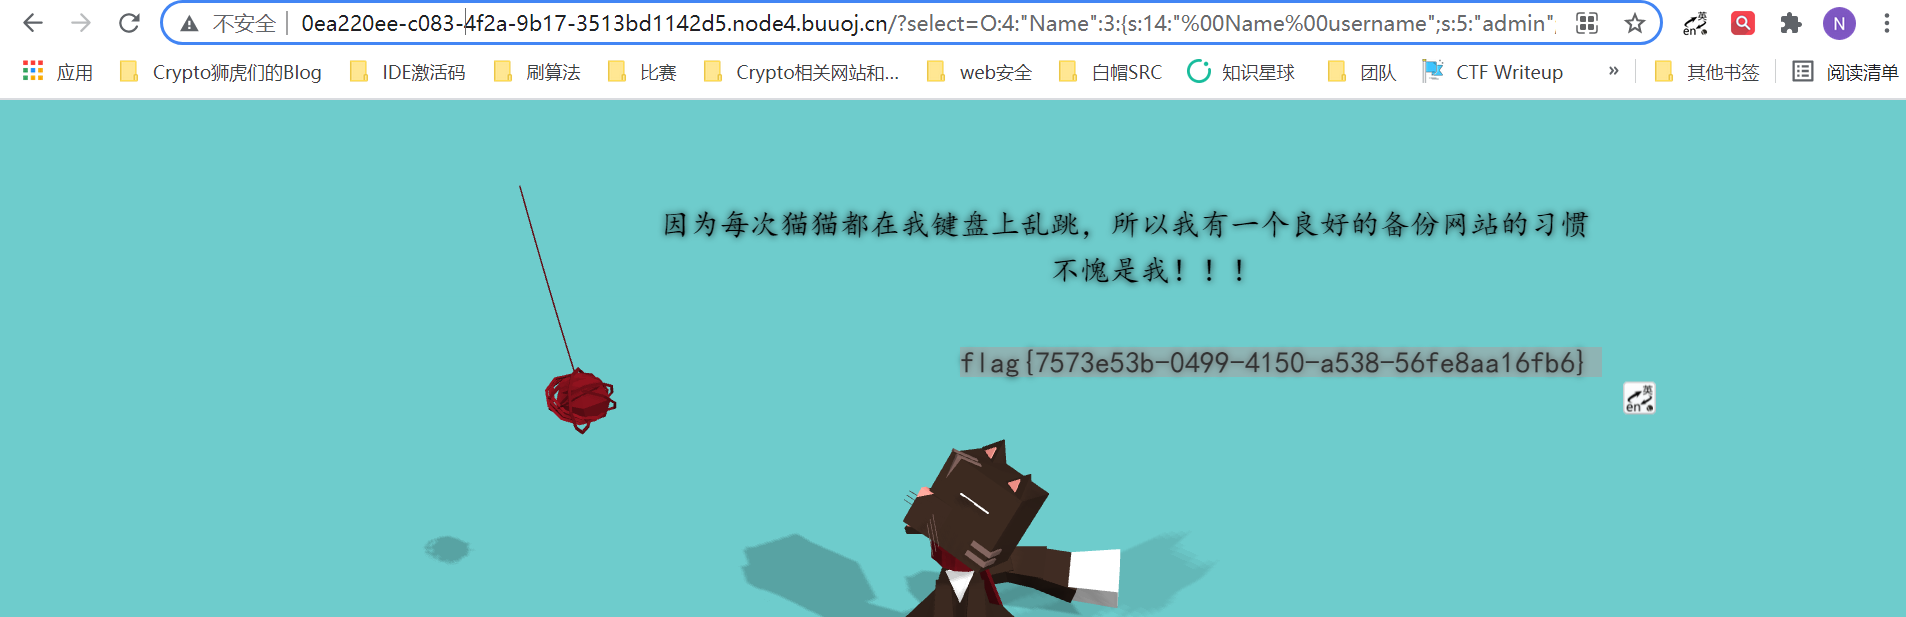 不安全 0ea220ee-c083-4f2a-9b17-3513bd1142d5.node4.buuoj.cn/?select=O:4:"Name":3:{s:14:"%00Name%00username";s:5:"admin"
英 en
N
应用 Crypto狮虎们的Blog IDE激活码 刷算法 比赛 Crypto相关网站和... web安全 白帽SRC 知识星球 团队 CTF Writeup » 其他书签 阅读清单
因为每次猫猫都在我键盘上乱跳，所以我有一个良好的备份网站的习惯
不愧是我！！！
flag{7573e53b-0499-4150-a538-56fe8aa16fb6}
英 en